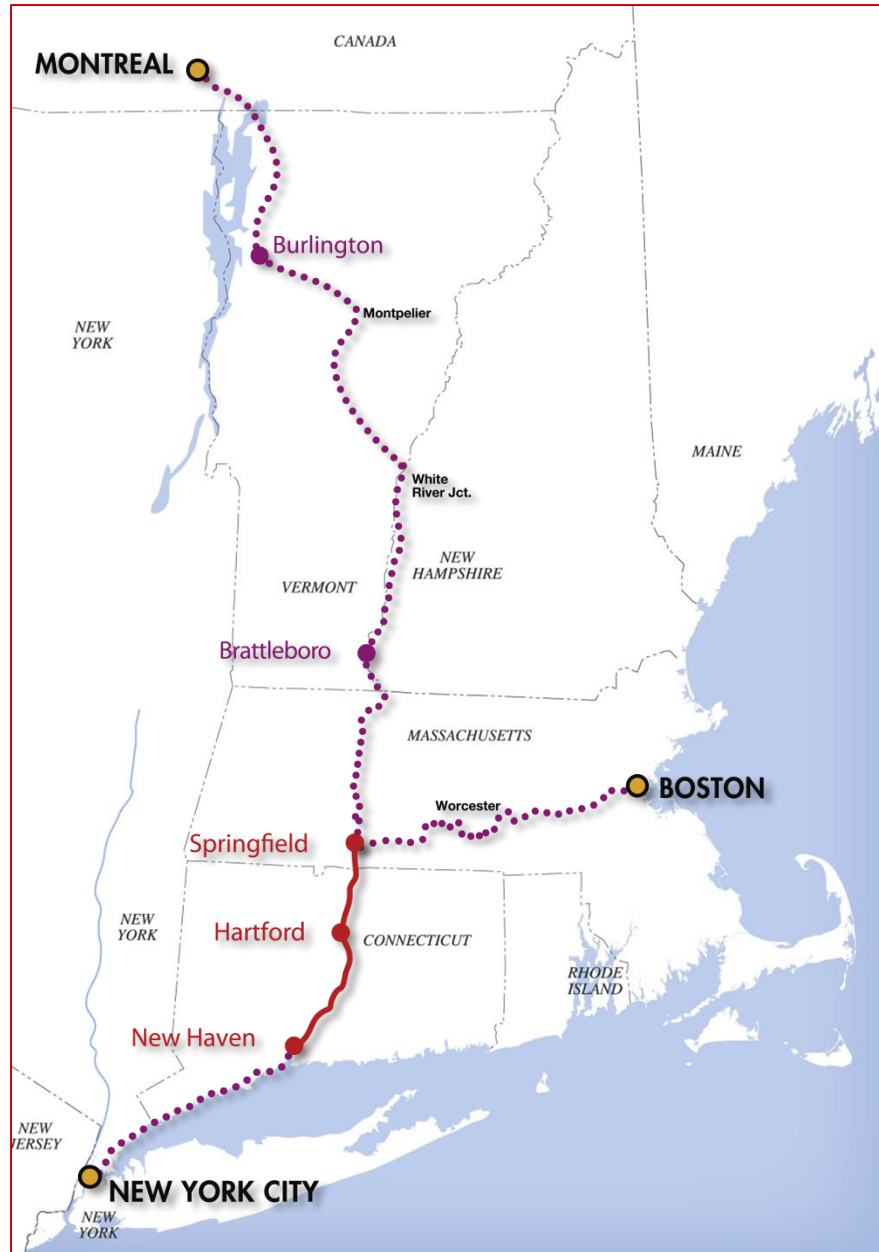 CANADA
MONTREAL
Burlington
Montpelier
NEW
YORK
MAINE
White
River Jct.
NEW
HAMPSHIRE
VERMONT
Brattleboro
MASSACHUSETTS
BOSTON
Worcester
Springfield
NEW
YORK
Hartford
CONNECTICUT
RHODE
ISLAND
New Haven
NEW
JERSEY
NEW YORK CITY
NEW
YORK